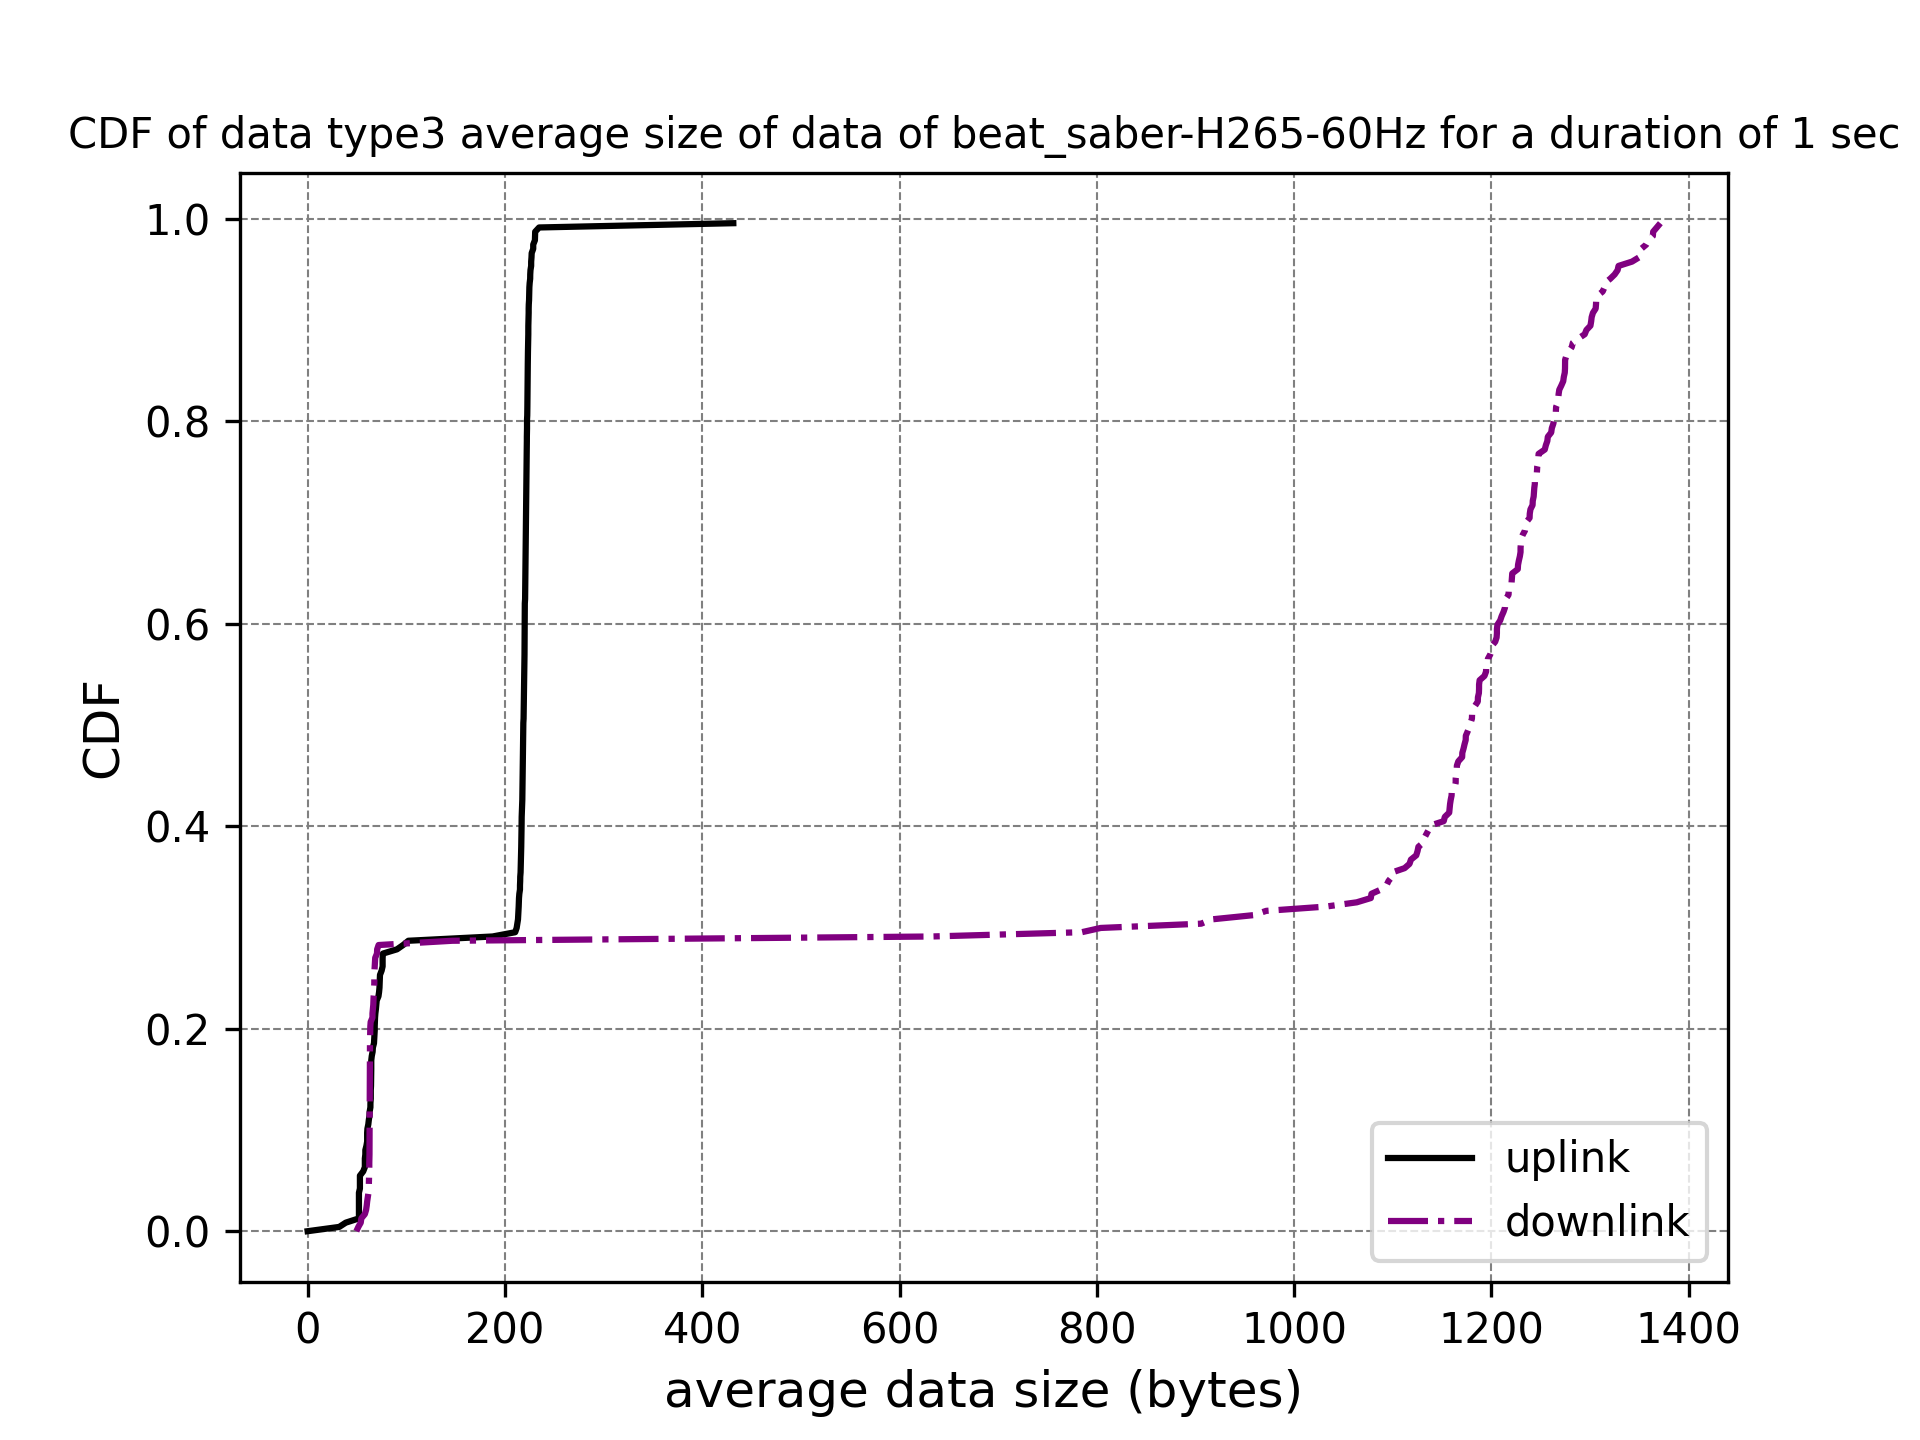 CDF of data type3 average size of data of beat_saber-H265-60Hz for a duration of 1 sec
1.0
0.8
0.6
0.4
0.2
0.0
CDF
0 200 400 600 800 1000 1200 1400
average data size (bytes)
uplink
downlink